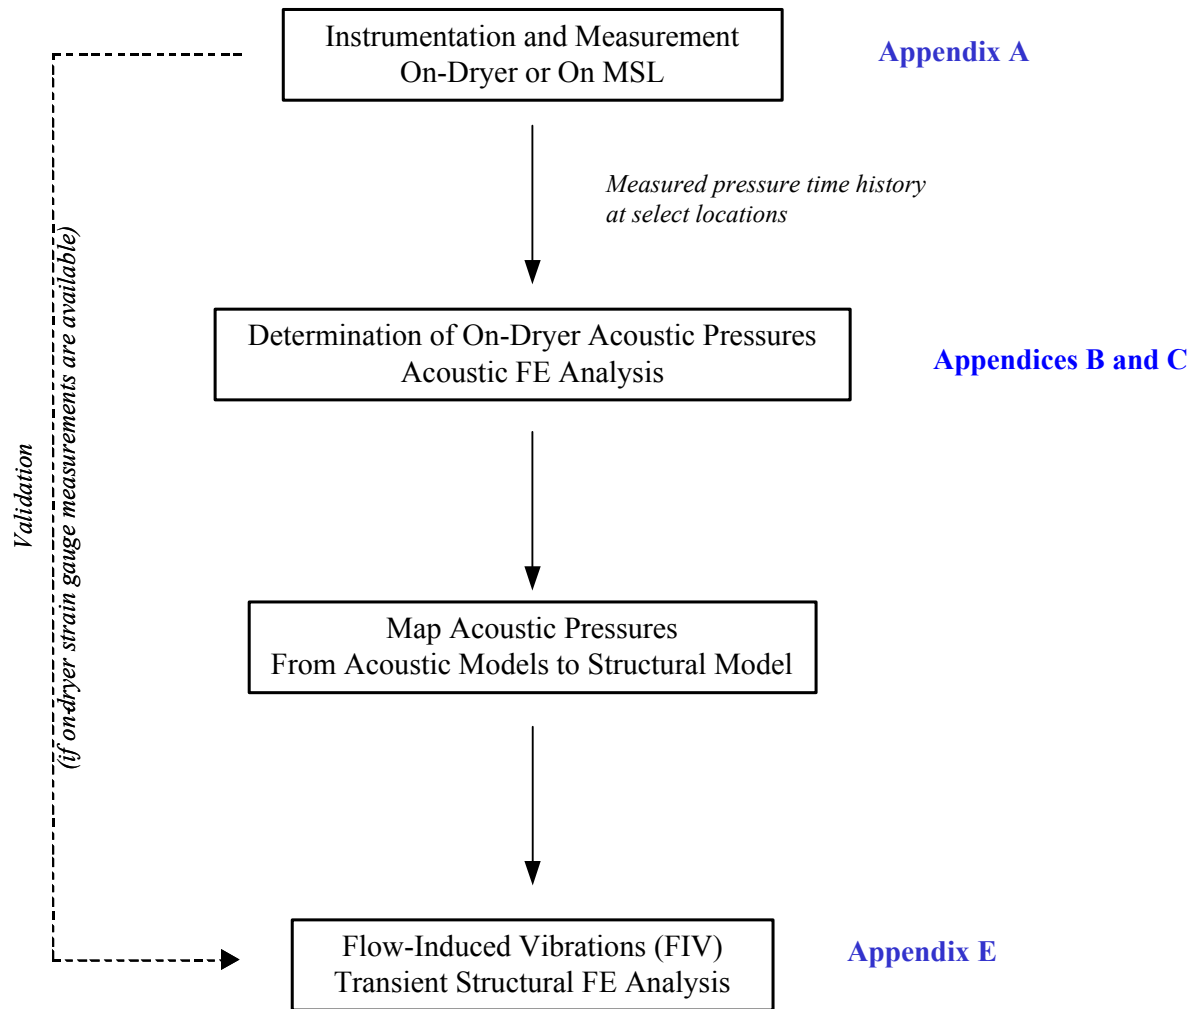 Instrumentation and Measurement
On-Dryer or On MSL
Appendix A
Measured pressure time history
at select locations
Validation
(if on-dryer strain gauge measurements are available)
Determination of On-Dryer Acoustic Pressures
Acoustic FE Analysis
Appendices B and C
Map Acoustic Pressures
From Acoustic Models to Structural Model
Flow-Induced Vibrations (FIV)
Transient Structural FE Analysis
Appendix E